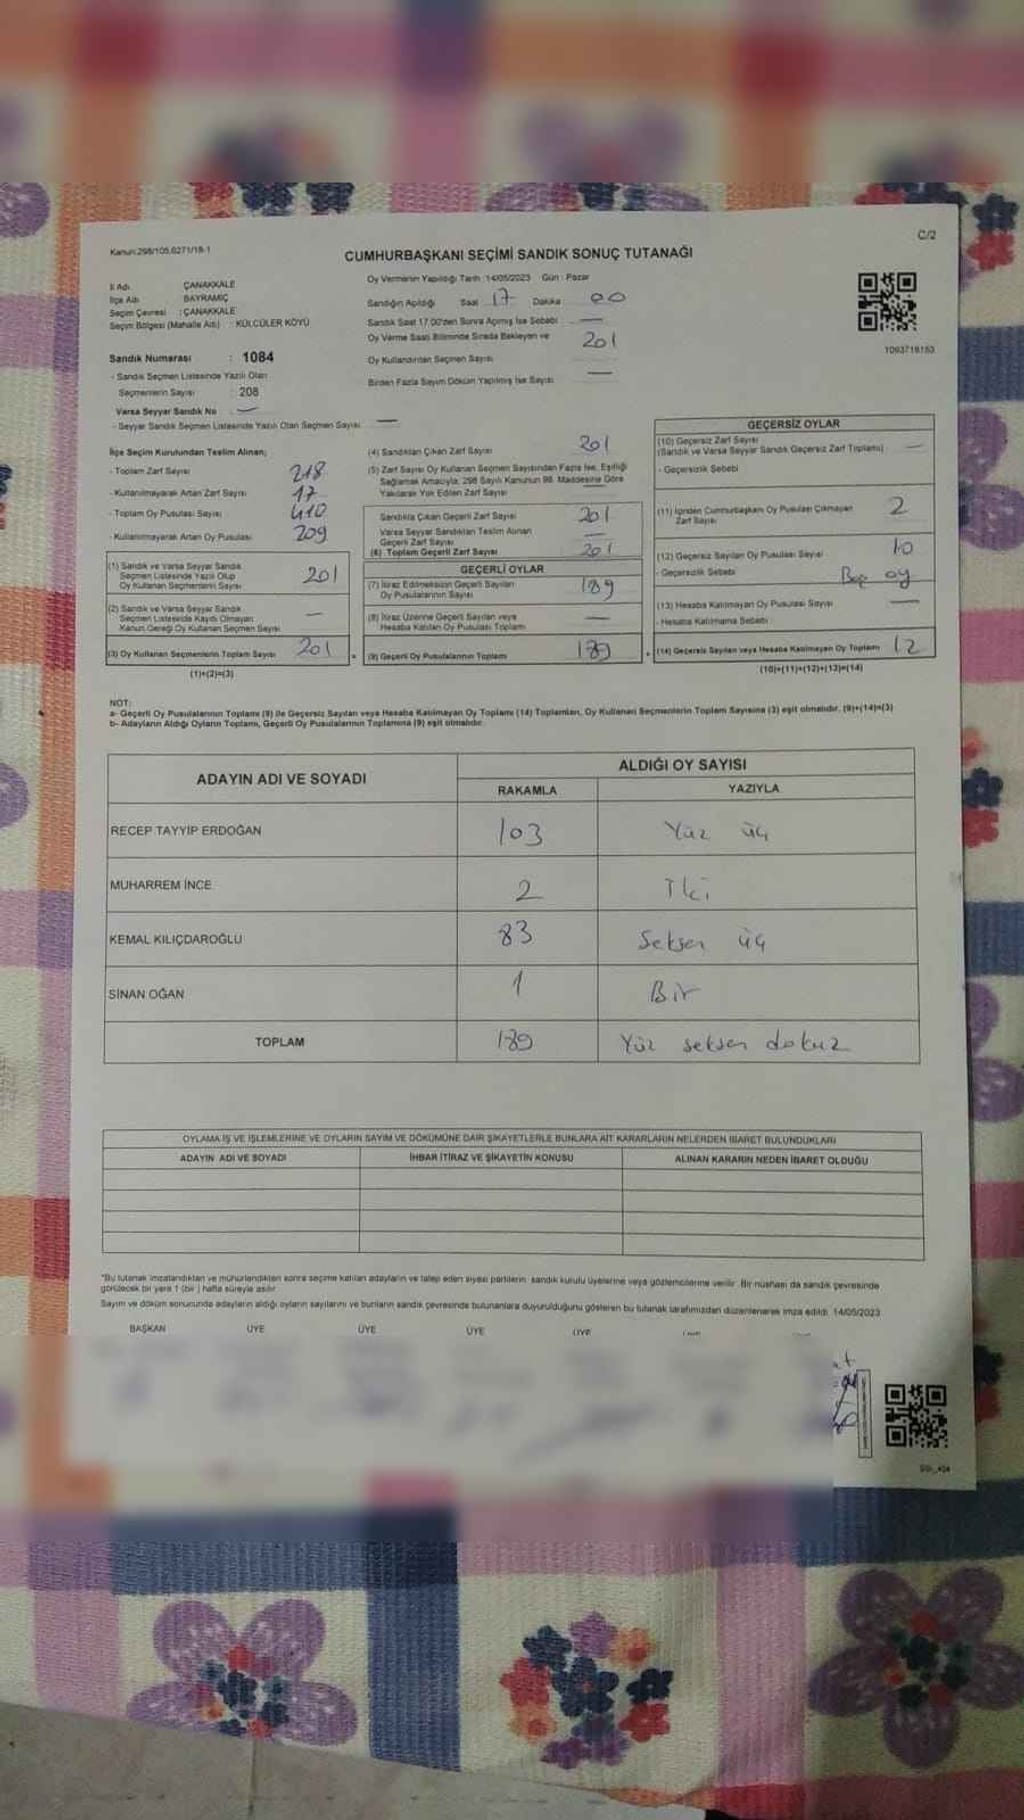 C/2
Kanun:298/105,6271/18-1
CUMHURBAŞKANI SEÇİMİ SANDIK SONUÇ TUTANAĞI
İl Adı ÇANAKKALE
İlçe Adı BAYRAMİÇ
Seçim Çevresi : ÇANAKKALE
Seçim Bölgesi (Mahalle Adı) : KÜLCÜLER KÖYÜ
Oy Vermenin Yapıldığı Tarih :14/05/2023 Gün : Pazar
Sandığın Açıldığı Saat 17 Dakika 00
Sandık Saat 17.00'den Sonra Açılmış İse Sebebi : —
Oy Verme Saati Bitiminde Sırada Bekleyen ve
Oy Kullandırılan Seçmen Sayısı 201
Birden Fazla Sayım Döküm Yapılmış İse Sayısı —
1093718153
Sandık Numarası : 1084
- Sandık Seçmen Listesinde Yazılı Olan
Seçmenlerin Sayısı : 208
Varsa Seyyar Sandık No : —
- Seyyar Sandık Seçmen Listesinde Yazılı Olan Seçmen Sayısı —
İlçe Seçim Kurulundan Teslim Alınan;
- Toplam Zarf Sayısı 218
- Kullanılmayarak Artan Zarf Sayısı 17
- Toplam Oy Pusulası Sayısı 410
- Kullanılmayarak Artan Oy Pusulası 209
(1) Sandık ve Varsa Seyyar Sandık
Seçmen Listesinde Yazılı Olup
Oy Kullanan Seçmenlerin Sayısı 201
(2) Sandık ve Varsa Seyyar Sandık
Seçmen Listesinde Kayıtlı Olmayan
Kanun Gereği Oy Kullanan Seçmen Sayısı —
(3) Oy Kullanan Seçmenlerin Toplam Sayısı 201
(1)+(2)=(3)
(4) Sandıktan Çıkan Zarf Sayısı 201
(5) Zarf Sayısı Oy Kullanan Seçmen Sayısından Fazla İse, Eşitliği
Sağlamak Amacıyla; 298 Sayılı Kanunun 98. Maddesine Göre
Yakılarak Yok Edilen Zarf Sayısı —
Sandıkta Çıkan Geçerli Zarf Sayısı 201
Varsa Seyyar Sandıktan Teslim Alınan
Geçerli Zarf Sayısı —
(6) Toplam Geçerli Zarf Sayısı 201
GEÇERLİ OYLAR
(7) İtiraz Edilmeksizin Geçerli Sayılan
Oy Pusulalarının Sayısı 189
(8) İtiraz Üzerine Geçerli Sayılan veya
Hesaba Katılan Oy Pusulası Toplamı —
(9) Geçerli Oy Pusulalarının Toplamı 189
GEÇERSİZ OYLAR
(10) Geçersiz Zarf Sayısı
(Sandık ve Varsa Seyyar Sandık Geçersiz Zarf Toplamı) —
- Geçersizlik Sebebi
(11) İçinden Cumhurbaşkanı Oy Pusulası Çıkmayan
Zarf Sayısı 2
(12) Geçersiz Sayılan Oy Pusulası Sayısı 10
- Geçersizlik Sebebi Boş oy
(13) Hesaba Katılmayan Oy Pusulası Sayısı —
- Hesaba Katılmama Sebebi
(14) Geçersiz Sayılan veya Hesaba Katılmayan Oy Toplamı 12
(10)+(11)+(12)+(13)=(14)
NOT:
a- Geçerli Oy Pusulalarının Toplamı (9) ile Geçersiz Sayılan veya Hesaba Katılmayan Oy Toplamı (14) Toplamları, Oy Kullanan Seçmenlerin Toplam Sayısına (3) eşit olmalıdır. (9)+(14)=(3)
b- Adayların Aldığı Oyların Toplamı, Geçerli Oy Pusulalarının Toplamına (9) eşit olmalıdır.
ADAYIN ADI VE SOYADI
ALDIĞI OY SAYISI
RAKAMLA YAZIYLA
RECEP TAYYİP ERDOĞAN 103 Yüz üç
MUHARREM İNCE 2 İki
KEMAL KILIÇDAROĞLU 83 Seksen üç
SİNAN OĞAN 1 Bir
TOPLAM 189 Yüz seksen dokuz
OYLAMA İŞ VE İŞLEMLERİNE VE OYLARIN SAYIM VE DÖKÜMÜNE DAİR ŞİKAYETLERLE BUNLARA AİT KARARLARIN NELERDEN İBARET BULUNDUKLARI
ADAYIN ADI VE SOYADI İHBAR İTİRAZ VE ŞİKAYETİN KONUSU ALINAN KARARIN NEDEN İBARET OLDUĞU
*Bu tutanak imzalandıktan ve mühürlendikten sonra seçime katılan adayların ve talep eden siyasi partilerin sandık kurulu üyelerine veya gözlemcilerine verilir. Bir nüshası da sandık çevresinde
görülecek bir yere 1 (bir ) hafta süreyle asılır.
Sayım ve döküm sonucunda adayların aldığı oyların sayılarını ve bunların sandık çevresinde bulunanlara duyurulduğunu gösteren bu tutanak tarafımızdan düzenlenerek imza edildi. 14/05/2023
BAŞKAN ÜYE ÜYE ÜYE ÜYE